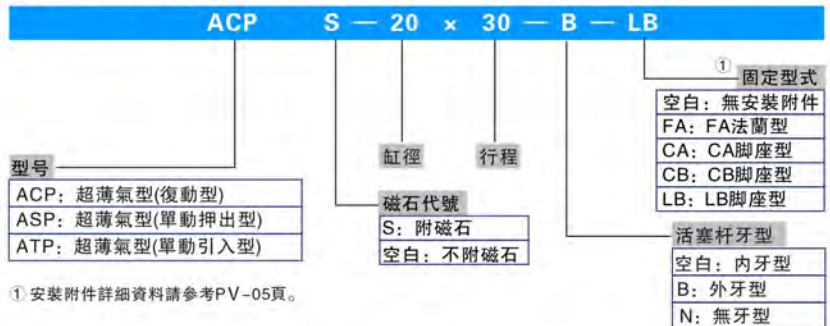 ACP S — 20 × 30 — B — LB
① 固定型式
空白：無安裝附件
FA：FA法蘭型
CA：CA脚座型
CB：CB脚座型
LB：LB脚座型
缸徑
行程
型号
ACP：超薄氣型(復動型)
ASP：超薄氣型(單動押出型)
ATP：超薄氣型(單動引入型)
磁石代號
S：附磁石
空白：不附磁石
活塞杆牙型
空白：内牙型
B：外牙型
N：無牙型
① 安裝附件詳細資料請參考PV-05頁。